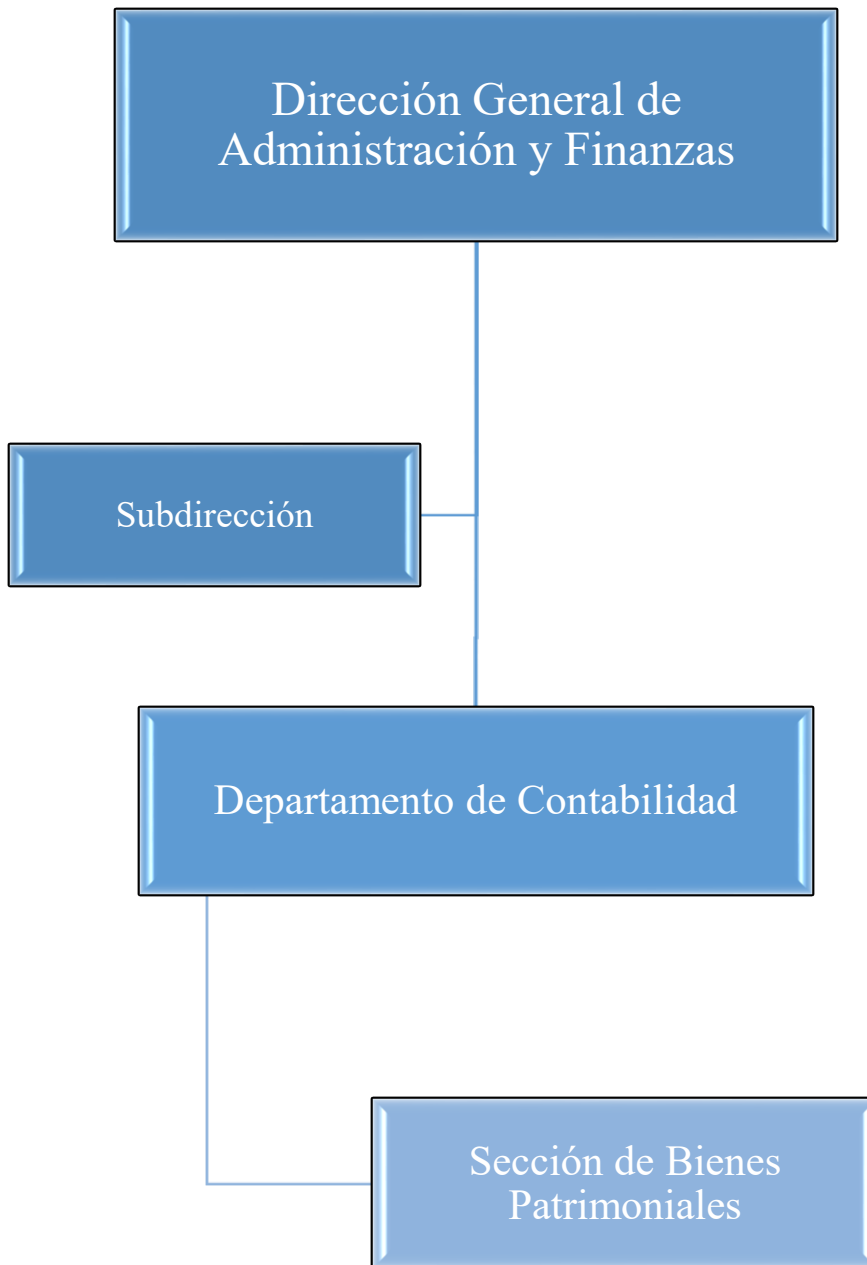 Dirección General de
Administración y Finanzas
Subdirección
Departamento de Contabilidad
Sección de Bienes
Patrimoniales